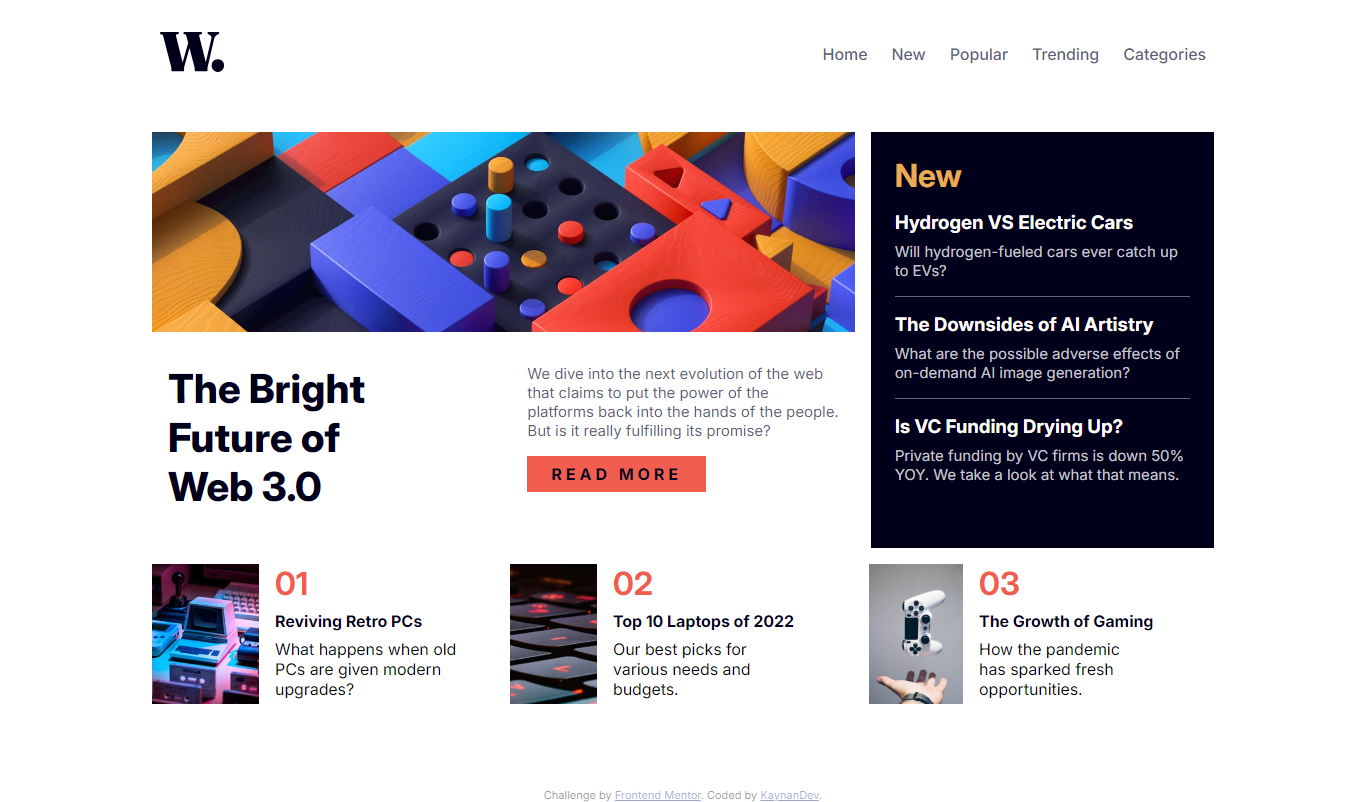 W.
Home New Popular Trending Categories
New
Hydrogen VS Electric Cars
Will hydrogen-fueled cars ever catch up
to EVs?
The Downsides of AI Artistry
What are the possible adverse effects of
on-demand AI image generation?
Is VC Funding Drying Up?
Private funding by VC firms is down 50%
YOY. We take a look at what that means.
The Bright
Future of
Web 3.0
We dive into the next evolution of the web
that claims to put the power of the
platforms back into the hands of the people.
But is it really fulfilling its promise?
READ MORE
01
Reviving Retro PCs
What happens when old
PCs are given modern
upgrades?
02
Top 10 Laptops of 2022
Our best picks for
various needs and
budgets.
03
The Growth of Gaming
How the pandemic
has sparked fresh
opportunities.
Challenge by Frontend Mentor. Coded by KaynanDev.